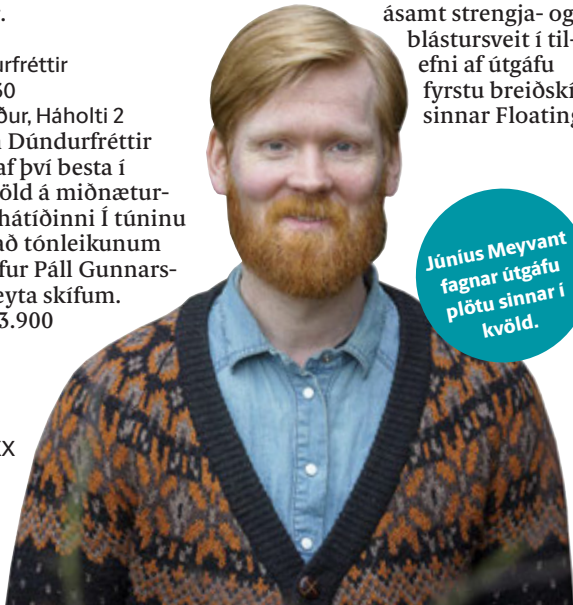 r.
rfréttir
ður, Háholti 2
Dúndurfréttir
af því besta í
öld á miðnætur-
hátíðinni Í túninu
að tónleikunum
fur Páll Gunnars-
eyta skífum.
3.900
ásamt strengja- og
blástursveit í til-
efni af útgáfu
fyrstu breiðskí
sinnar Floating
Júníus Meyvant
fagnar útgáfu
plötu sinnar í
kvöld.